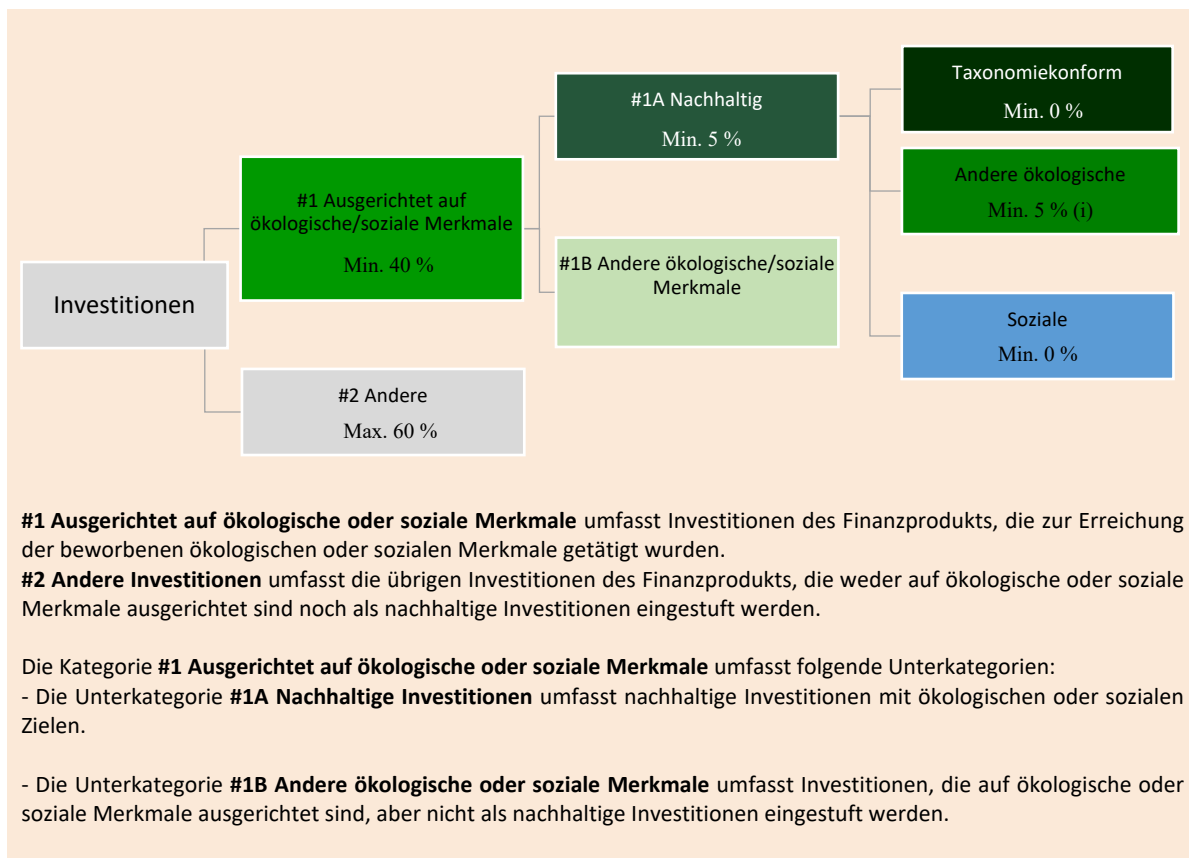 Investitionen
#1 Ausgerichtet auf
ökologische/soziale Merkmale
Min. 40 %
#2 Andere
Max. 60 %
#1A Nachhaltig
Min. 5 %
#1B Andere ökologische/soziale
Merkmale
Taxonomiekonform
Min. 0 %
Andere ökologische
Min. 5 % (i)
Soziale
Min. 0 %
#1 Ausgerichtet auf ökologische oder soziale Merkmale umfasst Investitionen des Finanzprodukts, die zur Erreichung
der beworbenen ökologischen oder sozialen Merkmale getätigt wurden.
#2 Andere Investitionen umfasst die übrigen Investitionen des Finanzprodukts, die weder auf ökologische oder soziale
Merkmale ausgerichtet sind noch als nachhaltige Investitionen eingestuft werden.
Die Kategorie #1 Ausgerichtet auf ökologische oder soziale Merkmale umfasst folgende Unterkategorien:
- Die Unterkategorie #1A Nachhaltige Investitionen umfasst nachhaltige Investitionen mit ökologischen oder sozialen
Zielen.
- Die Unterkategorie #1B Andere ökologische oder soziale Merkmale umfasst Investitionen, die auf ökologische oder
soziale Merkmale ausgerichtet sind, aber nicht als nachhaltige Investitionen eingestuft werden.